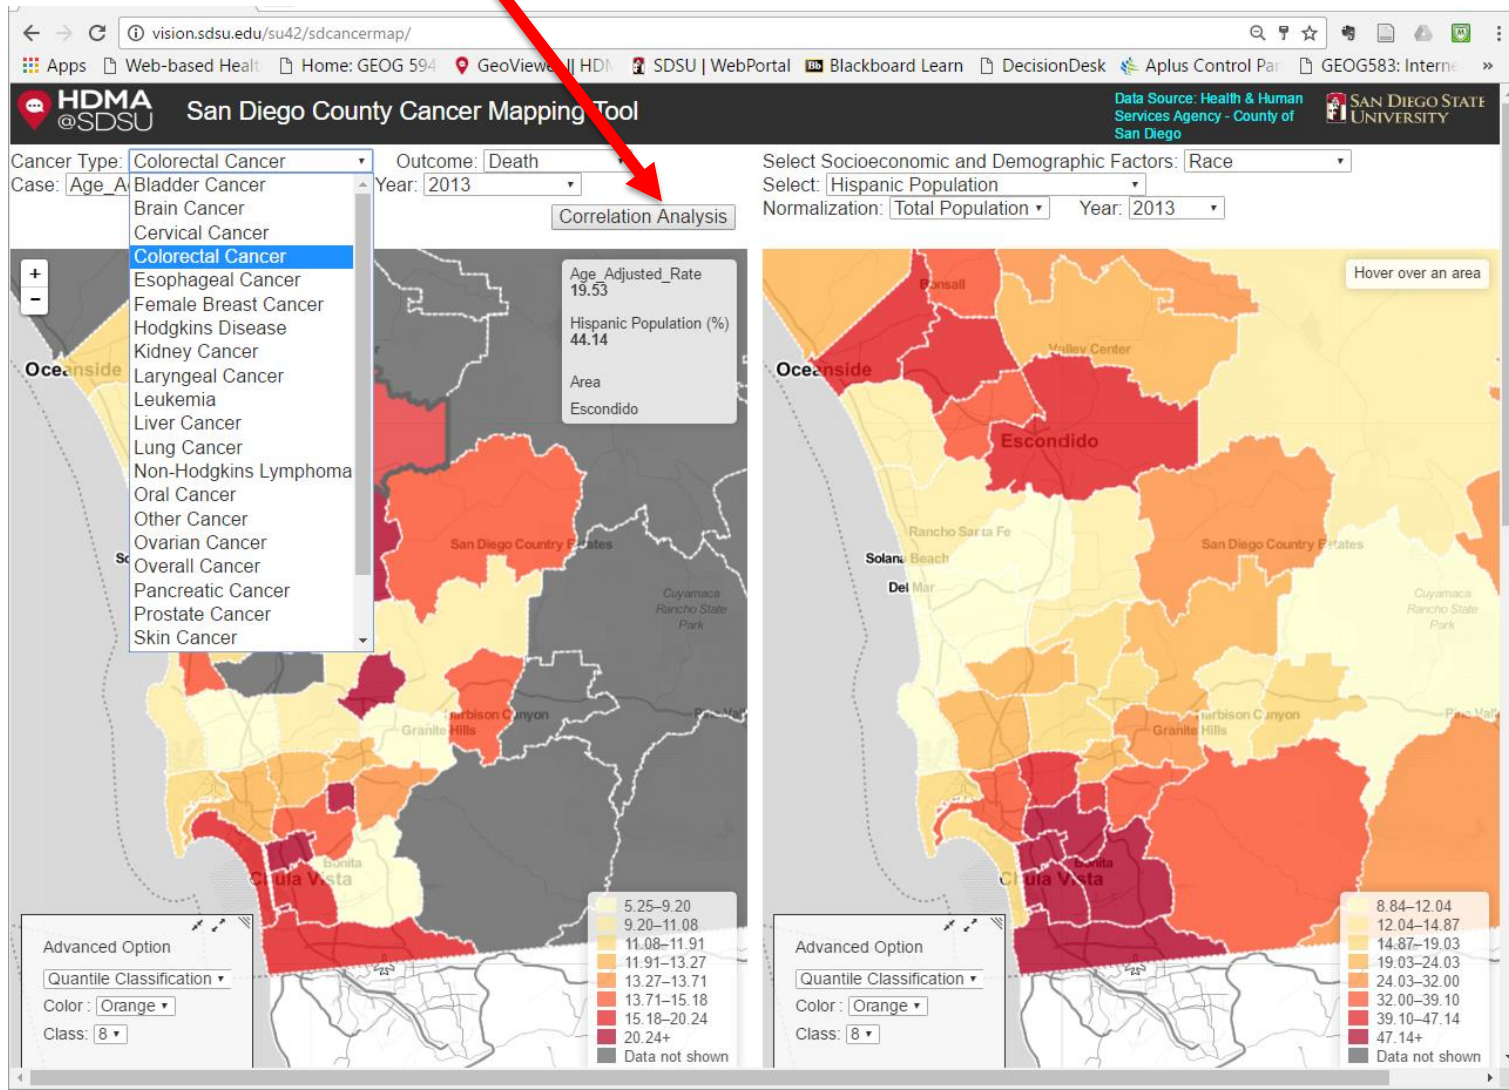 vision.sdsu.edu/su42/sdcancermap/
Apps Web-based Healt Home: GEOG 594 GeoViewer II HDM SDSU | WebPortal Bb Blackboard Learn DecisionDesk Aplus Control Pan GEOG583: Interne »
HDMA
@SDSU
San Diego County Cancer Mapping Tool
Data Source: Health & Human
Services Agency - County of
San Diego
SAN DIEGO STATE
UNIVERSITY
Cancer Type: Colorectal Cancer Outcome: Death
Case: Age_A Year: 2013
Correlation Analysis
Bladder Cancer
Brain Cancer
Cervical Cancer
Colorectal Cancer
Esophageal Cancer
Female Breast Cancer
Hodgkins Disease
Kidney Cancer
Laryngeal Cancer
Leukemia
Liver Cancer
Lung Cancer
Non-Hodgkins Lymphoma
Oral Cancer
Other Cancer
Ovarian Cancer
Overall Cancer
Pancreatic Cancer
Prostate Cancer
Skin Cancer
+
−
Age_Adjusted_Rate
19.53
Hispanic Population (%)
44.14
Area
Escondido
Oceanside
San Diego Country Estates
Cuyamaca
Rancho State
Park
Harbison Canyon
Granite Hills
Pine Val
Bonita
Chula Vista
Advanced Option
Quantile Classification
Color : Orange
Class: 8
5.25–9.20
9.20–11.08
11.08–11.91
11.91–13.27
13.27–13.71
13.71–15.18
15.18–20.24
20.24+
Data not shown
Select Socioeconomic and Demographic Factors: Race
Select: Hispanic Population
Normalization: Total Population Year: 2013
Hover over an area
Bonsall
Valley Center
Oceanside
Escondido
Rancho Santa Fe
Solana Beach
Del Mar
San Diego Country Estates
Cuyamaca
Rancho State
Park
Harbison Canyon
Granite Hills
Pine Vall
Bonita
Chula Vista
Advanced Option
Quantile Classification
Color : Orange
Class: 8
8.84–12.04
12.04–14.87
14.87–19.03
19.03–24.03
24.03–32.00
32.00–39.10
39.10–47.14
47.14+
Data not shown